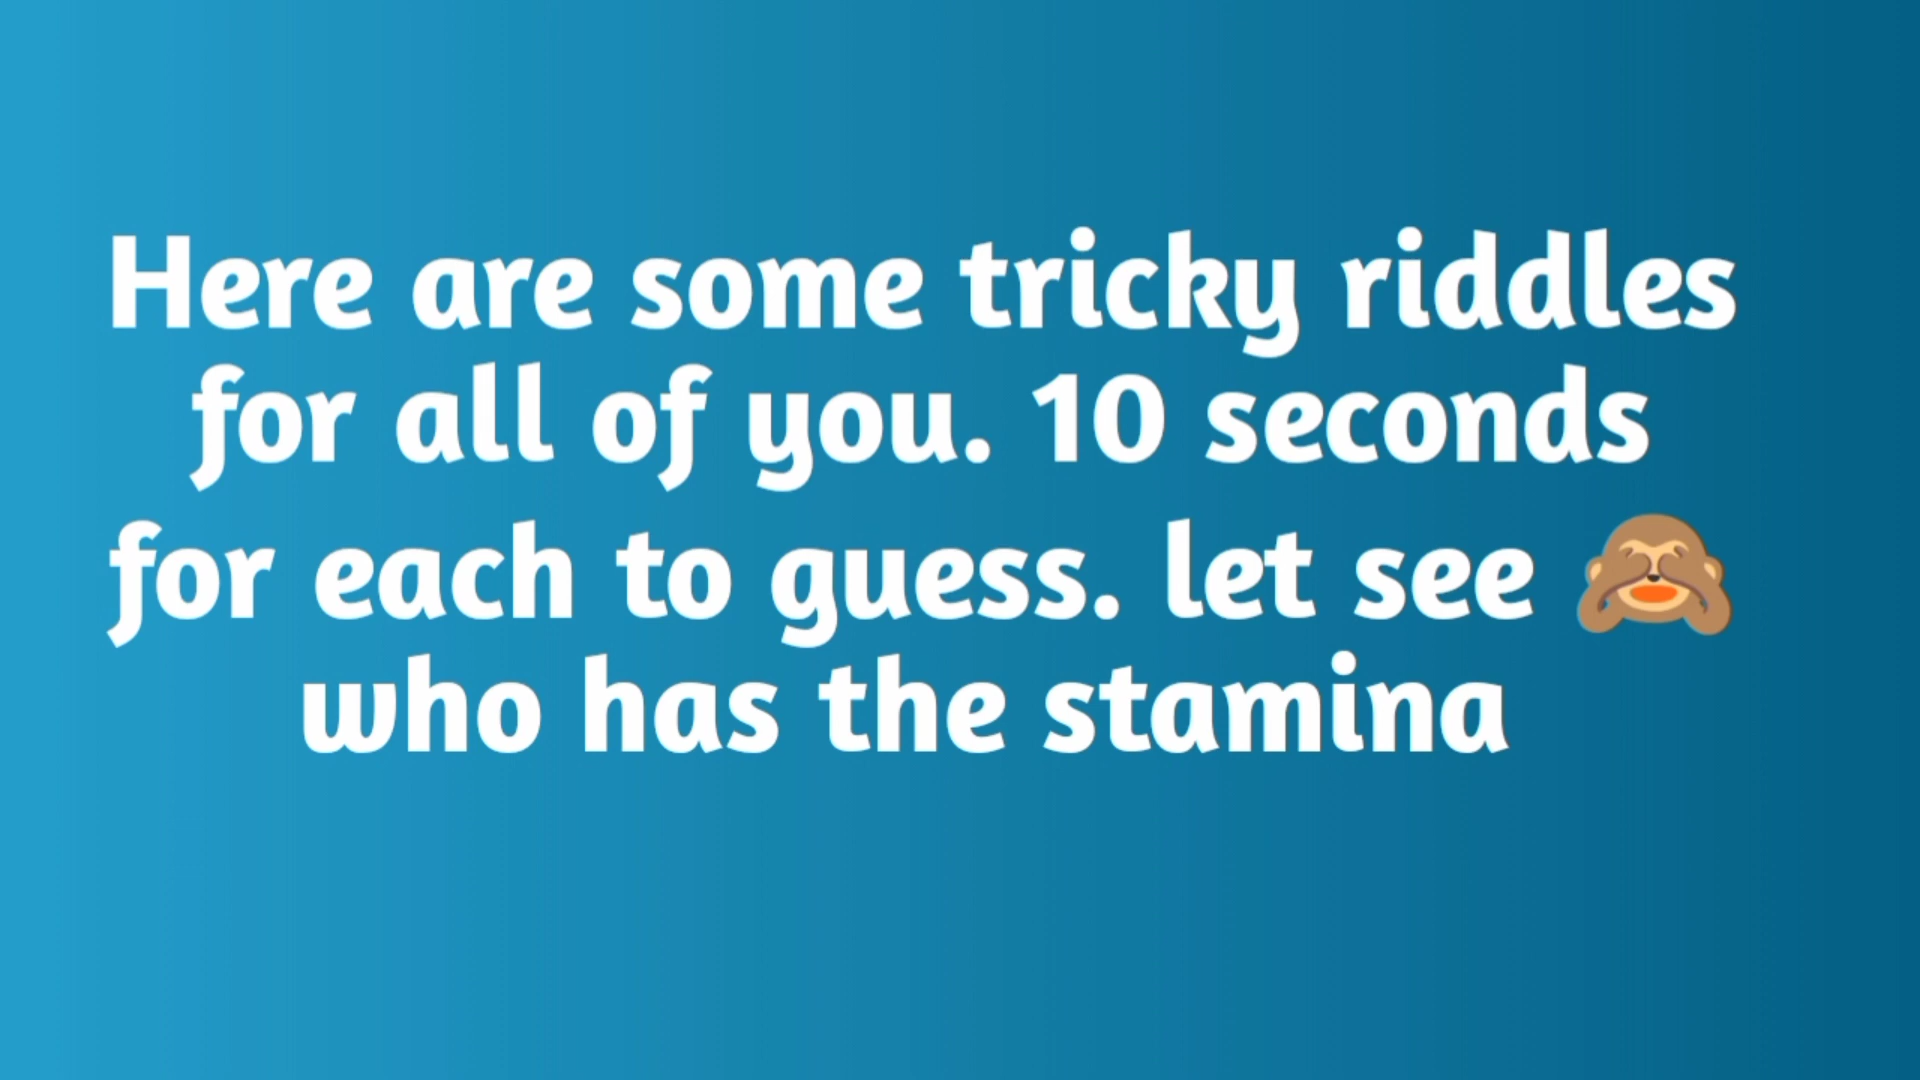 Here are some tricky riddles
for all of you. 10 seconds
for each to guess. let see 🙈
who has the stamina